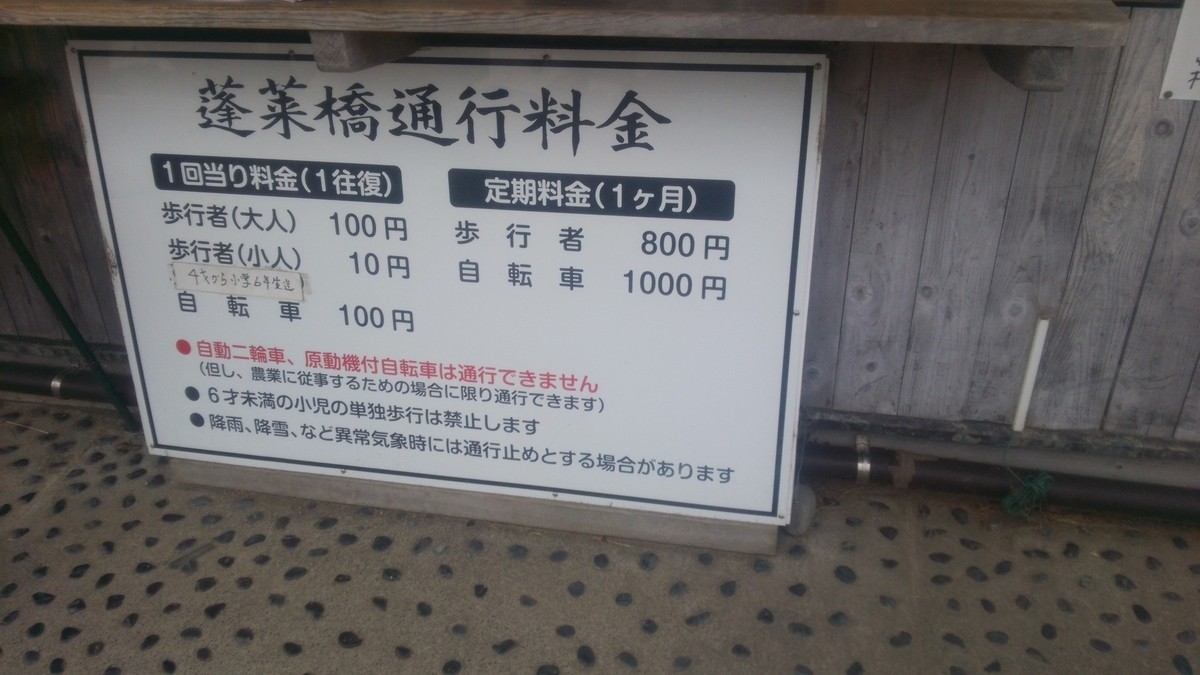 蓬莱橋通行料金
1回当り料金(1往復)
歩行者(大人) 100円
歩行者(小人) 10円
4才から小学6年生迄
自転車 100円
定期料金(1ヶ月)
歩行者 800円
自転車 1000円
●自動二輪車、原動機付自転車は通行できません
(但し、農業に従事するための場合に限り通行できます)
●6才未満の小児の単独歩行は禁止します
●降雨、降雪、など異常気象時には通行止めとする場合があります